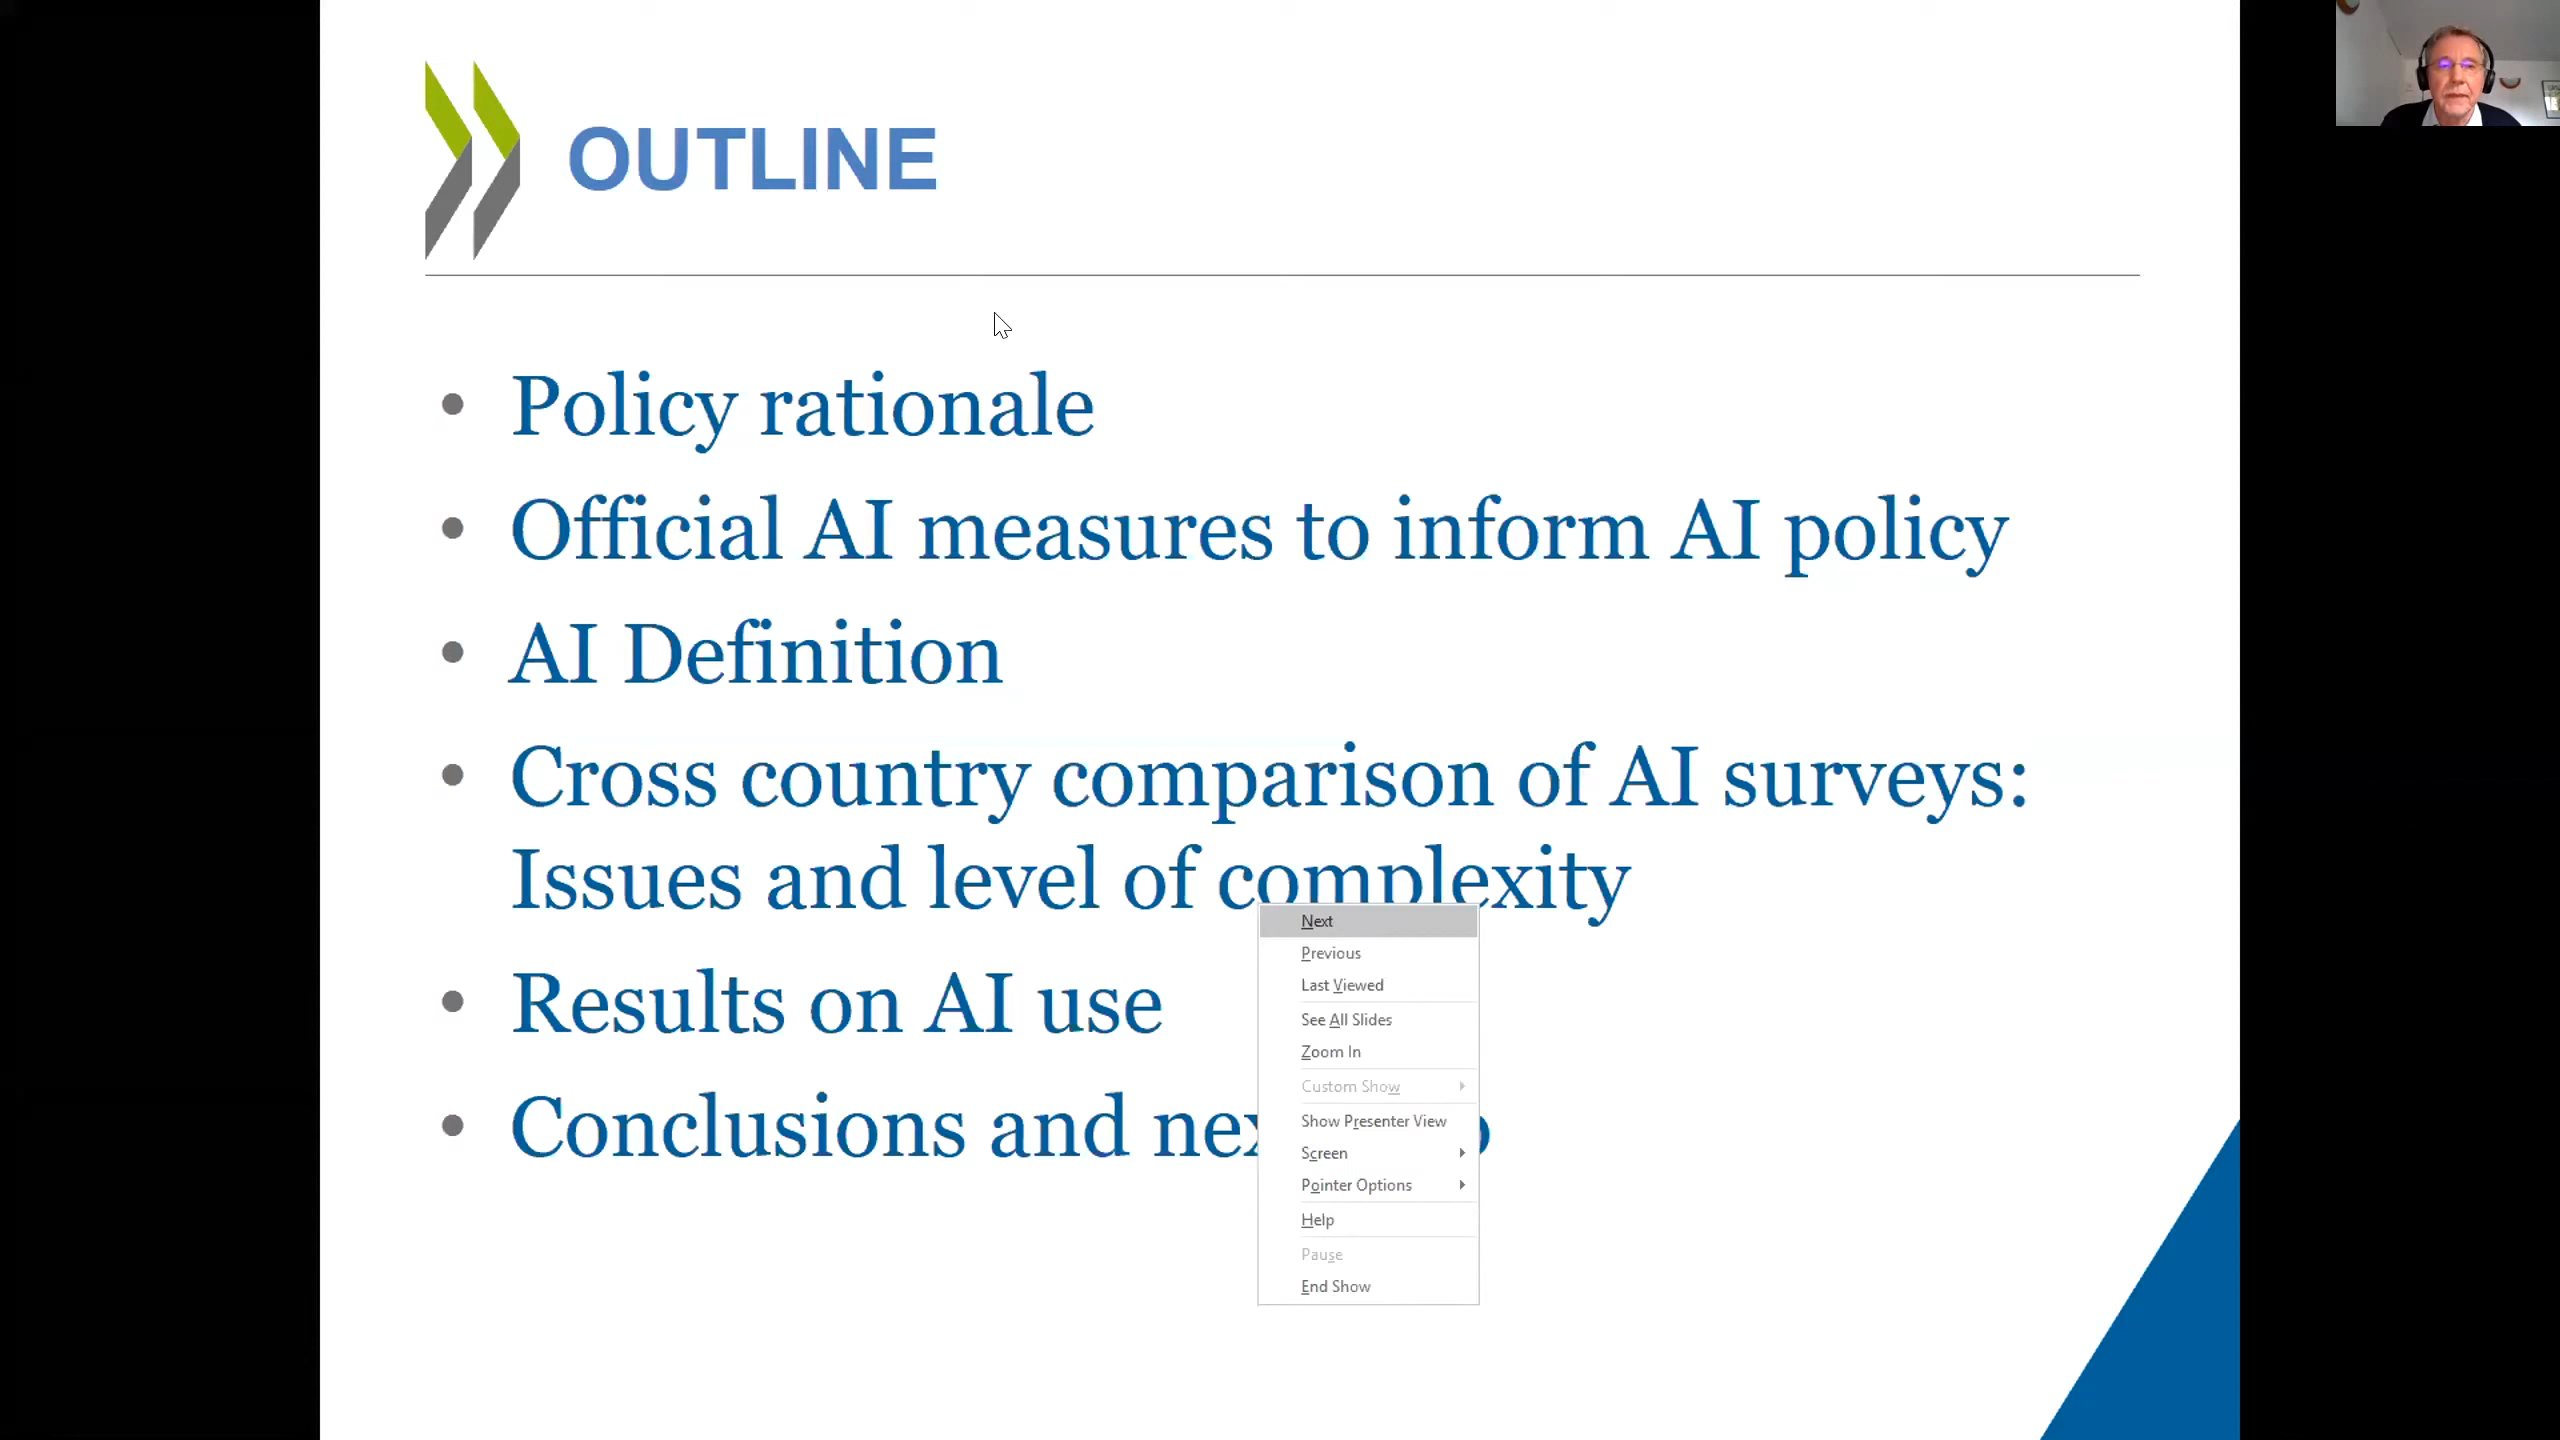 OUTLINE
• Policy rationale
• Official AI measures to inform AI policy
• AI Definition
• Cross country comparison of AI surveys:
Issues and level of complexity
• Results on AI use
• Conclusions and
Next
Previous
Last Viewed
See All Slides
Zoom In
Custom Show
Show Presenter View
Screen
Pointer Options
Help
Pause
End Show